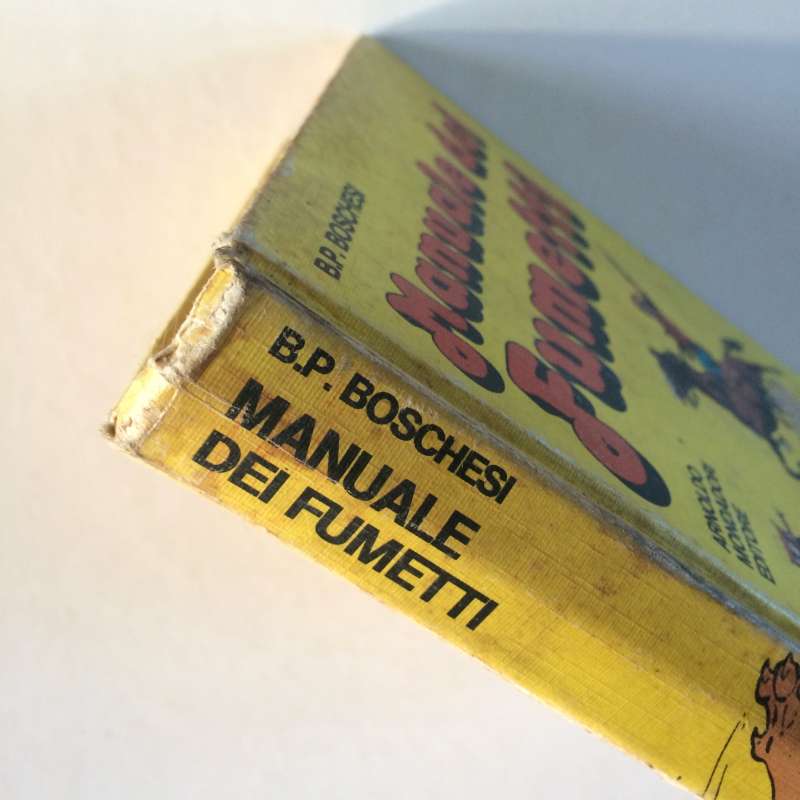 B.P. BOSCHESI
Manuale dei
Fumetti
ARNOLDO
MONDADORI
EDITORE
B.P. BOSCHESI
MANUALE
DEI FUMETTI